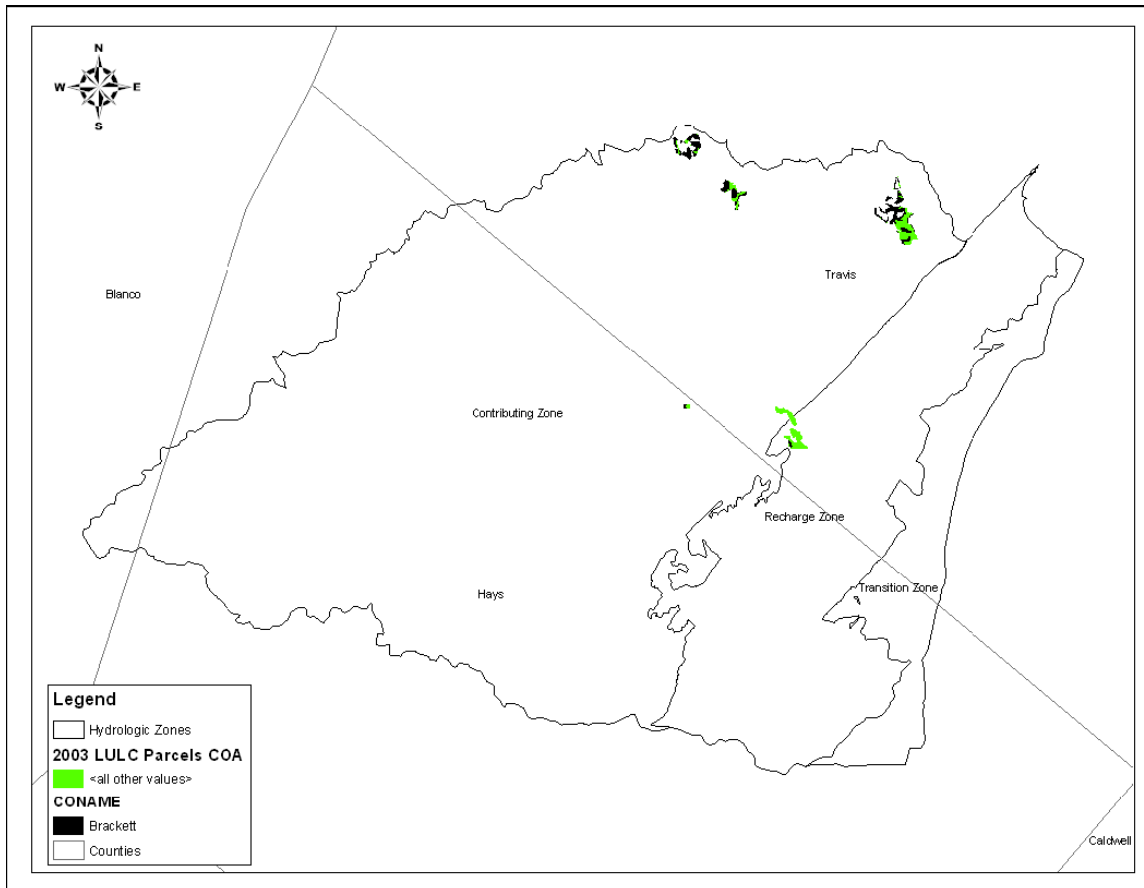 N
W E
S
Travis
Blanco
Contributing Zone
Recharge Zone
Transition Zone
Hays
Legend
Hydrologic Zones
2003 LULC Parcels COA
<all other values>
CONAME
Brackett
Counties
Caldwell